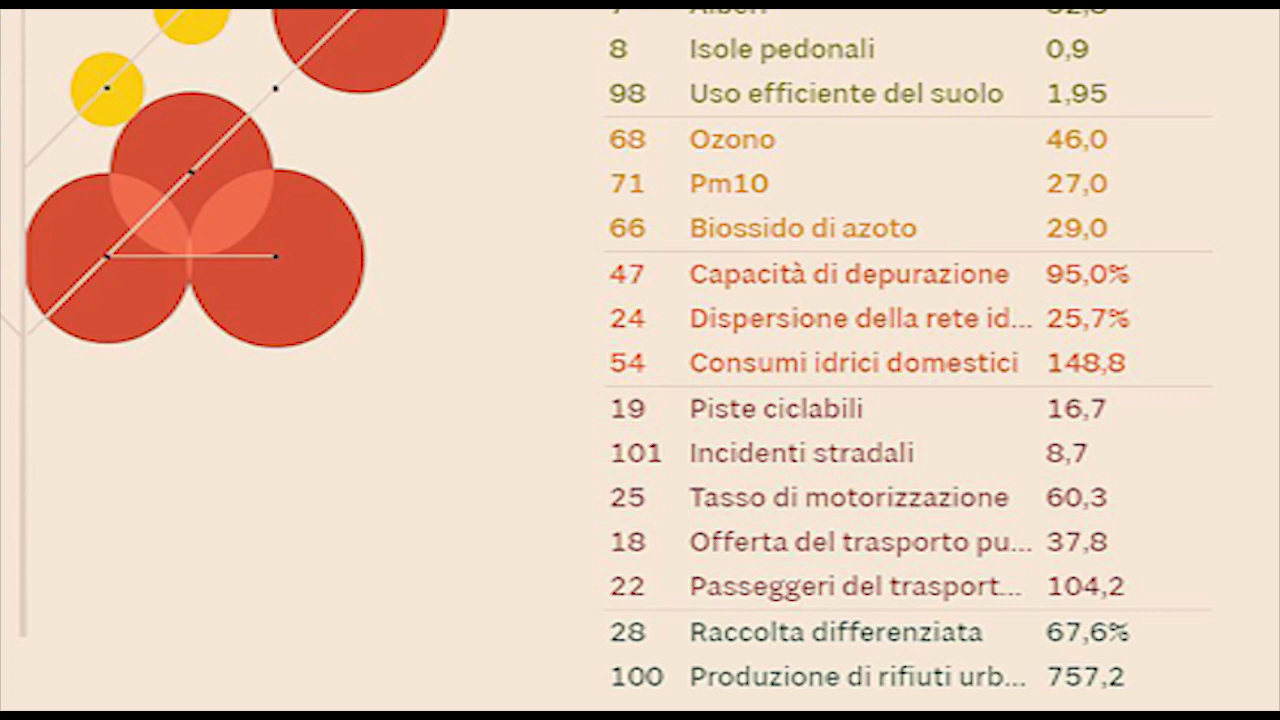 8 Isole pedonali 0,9
98 Uso efficiente del suolo 1,95
68 Ozono 46,0
71 Pm10 27,0
66 Biossido di azoto 29,0
47 Capacità di depurazione 95,0%
24 Dispersione della rete id... 25,7%
54 Consumi idrici domestici 148,8
19 Piste ciclabili 16,7
101 Incidenti stradali 8,7
25 Tasso di motorizzazione 60,3
18 Offerta del trasporto pu... 37,8
22 Passeggeri del trasport... 104,2
28 Raccolta differenziata 67,6%
100 Produzione di rifiuti urb... 757,2